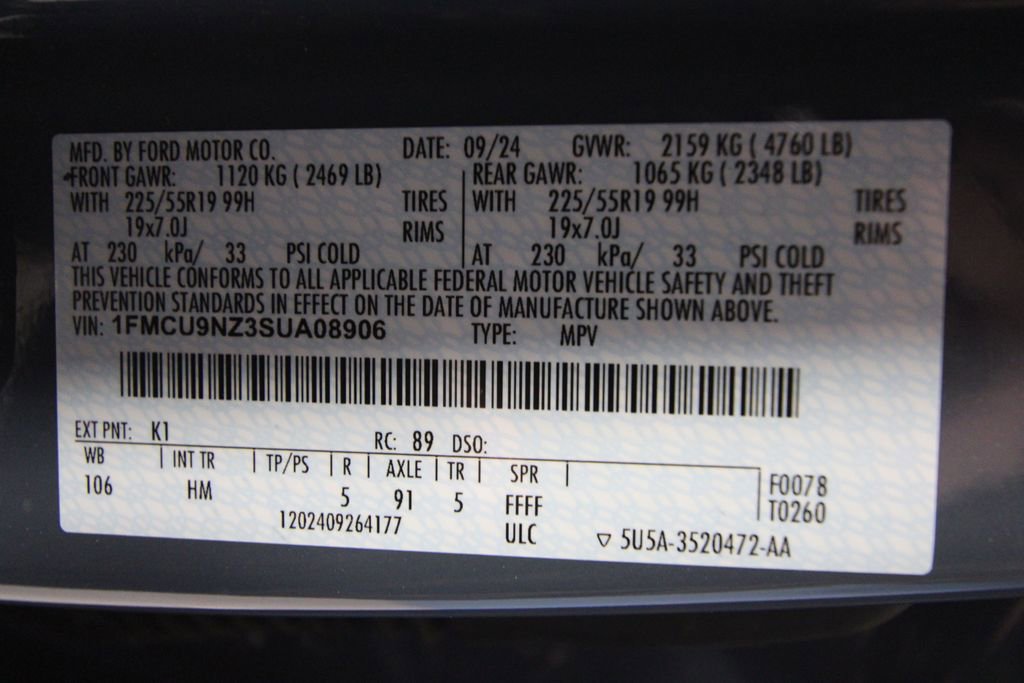 MFD. BY FORD MOTOR CO. DATE: 09/24 GVWR: 2159 KG ( 4760 LB)
FRONT GAWR: 1120 KG ( 2469 LB) REAR GAWR: 1065 KG ( 2348 LB)
WITH 225/55R19 99H TIRES WITH 225/55R19 99H TIRES
19x7.0J RIMS 19x7.0J RIMS
AT 230 kPa/ 33 PSI COLD AT 230 kPa/ 33 PSI COLD
THIS VEHICLE CONFORMS TO ALL APPLICABLE FEDERAL MOTOR VEHICLE SAFETY AND THEFT
PREVENTION STANDARDS IN EFFECT ON THE DATE OF MANUFACTURE SHOWN ABOVE.
VIN: 1FMCU9NZ3SUA08906 TYPE: MPV
EXT PNT: K1 RC: 89 DSO:
WB INT TR TP/PS R AXLE TR SPR
106 HM 5 91 5 FFFF F0078
T0260
1202409264177 ULC ▽ 5U5A-3520472-AA